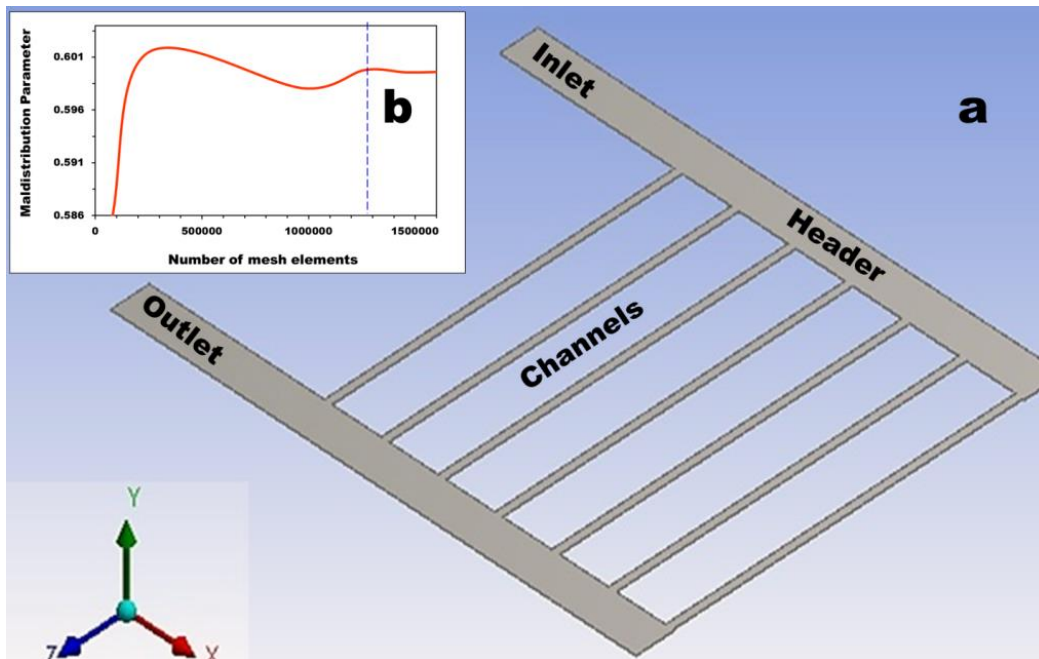 Maldistribution Parameter
0.601
0.596
0.591
0.586
0
500000
1000000
1500000
Number of mesh elements
b
a
Inlet
Header
Channels
Outlet
Y
Z
X